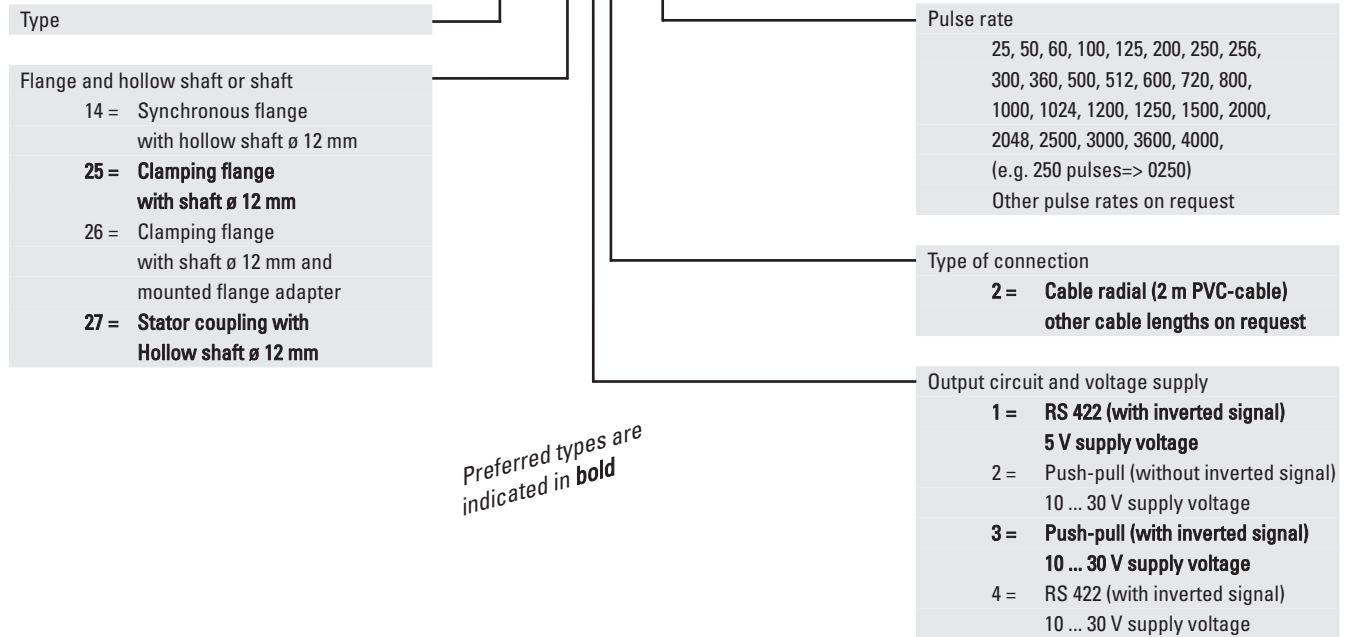 Type
Flange and hollow shaft or shaft
14 = Synchronous flange
with hollow shaft ø 12 mm
25 = Clamping flange
with shaft ø 12 mm
26 = Clamping flange
with shaft ø 12 mm and
mounted flange adapter
27 = Stator coupling with
Hollow shaft ø 12 mm
Preferred types are
indicated in bold
Pulse rate
25, 50, 60, 100, 125, 200, 250, 256,
300, 360, 500, 512, 600, 720, 800,
1000, 1024, 1200, 1250, 1500, 2000,
2048, 2500, 3000, 3600, 4000,
(e.g. 250 pulses=> 0250)
Other pulse rates on request
Type of connection
2 = Cable radial (2 m PVC-cable)
other cable lengths on request
Output circuit and voltage supply
1 = RS 422 (with inverted signal)
5 V supply voltage
2 = Push-pull (without inverted signal)
10 ... 30 V supply voltage
3 = Push-pull (with inverted signal)
10 ... 30 V supply voltage
4 = RS 422 (with inverted signal)
10 ... 30 V supply voltage